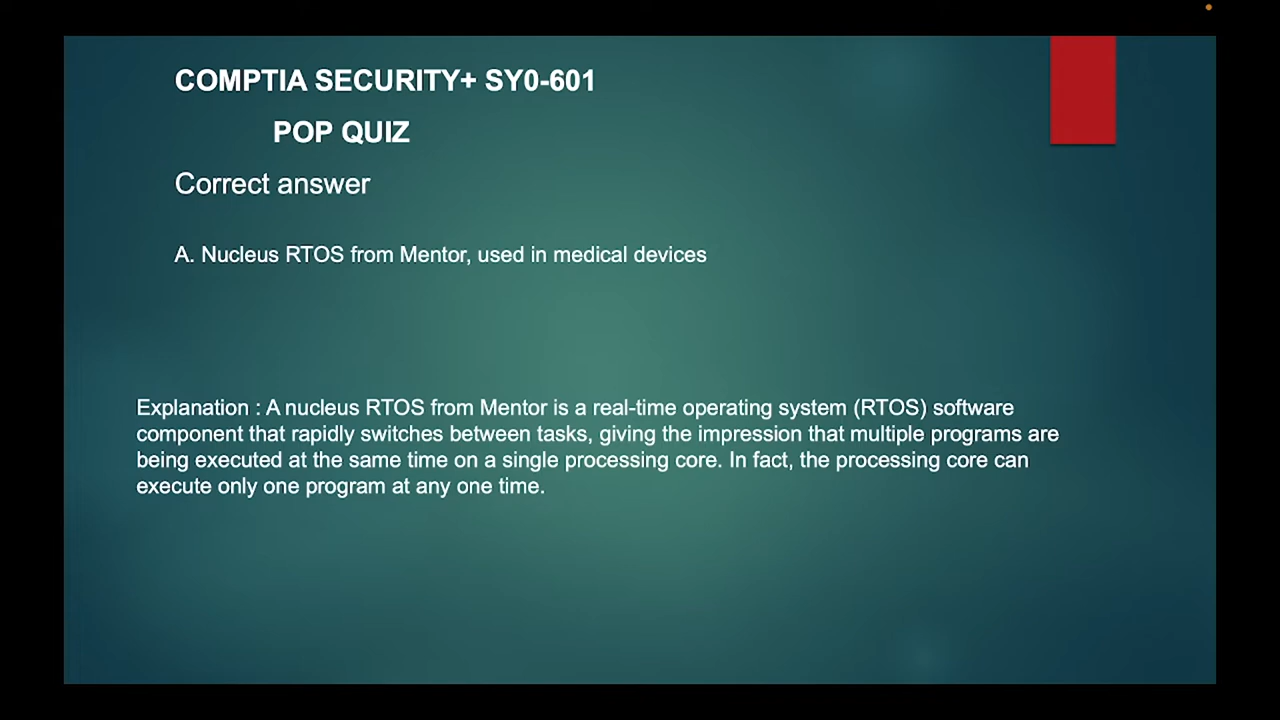 COMPTIA SECURITY+ SY0-601
POP QUIZ
Correct answer
A. Nucleus RTOS from Mentor, used in medical devices
Explanation : A nucleus RTOS from Mentor is a real-time operating system (RTOS) software
component that rapidly switches between tasks, giving the impression that multiple programs are
being executed at the same time on a single processing core. In fact, the processing core can
execute only one program at any one time.